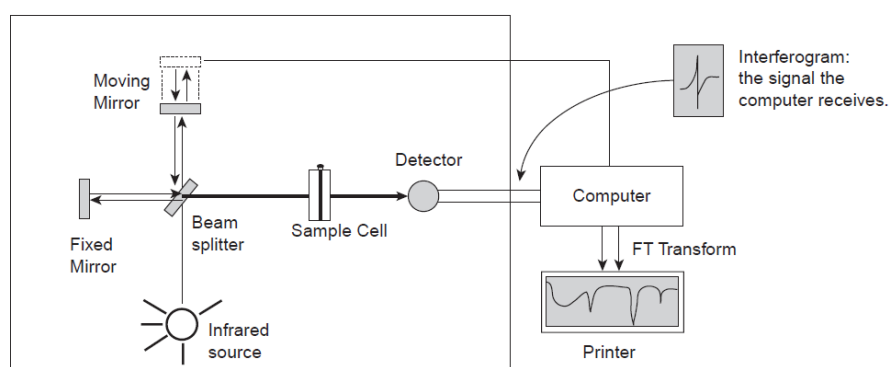 Moving
Mirror
Interferogram:
the signal the
computer receives.
Detector
Computer
Beam
splitter
Sample Cell
Fixed
Mirror
FT Transform
Infrared
source
Printer